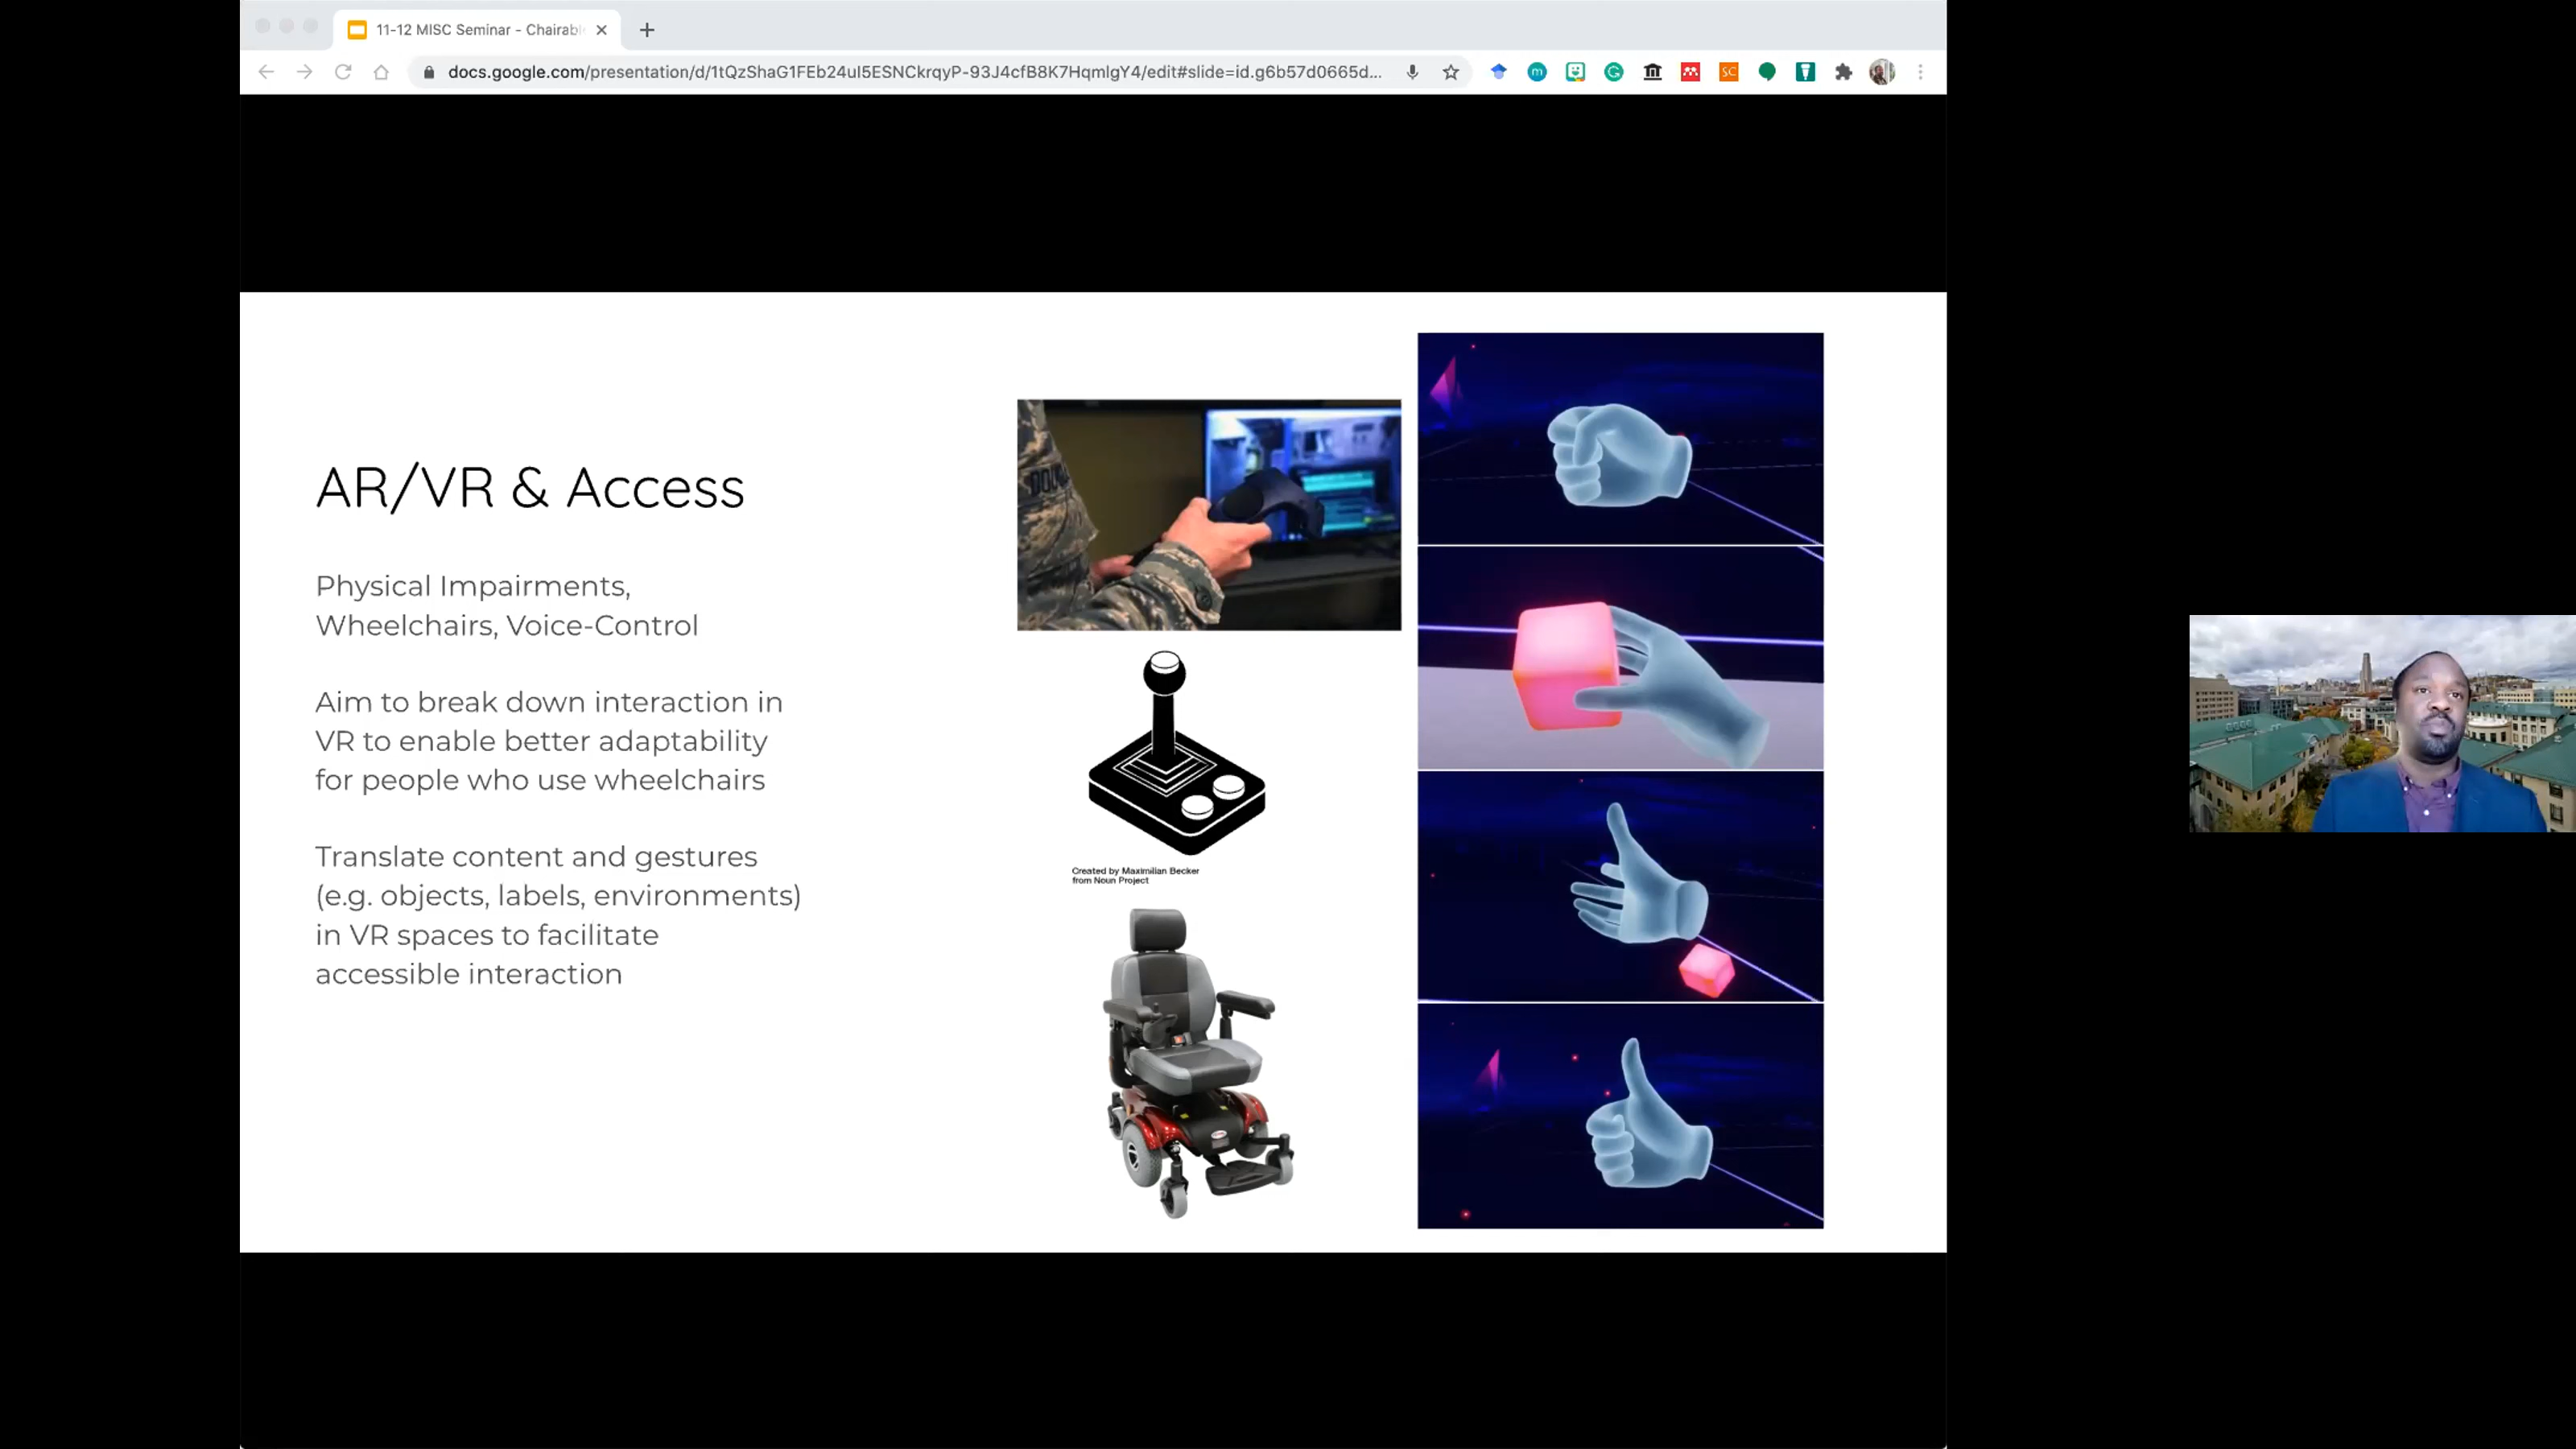 11-12 MISC Seminar - Chairabl
docs.google.com/presentation/d/1tQzShaG1FEb24uI5ESNCkrqyP-93J4cfB8K7HqmlgY4/edit#slide=id.g6b57d0665d...
AR/VR & Access
Physical Impairments,
Wheelchairs, Voice-Control
Aim to break down interaction in
VR to enable better adaptability
for people who use wheelchairs
Translate content and gestures
(e.g. objects, labels, environments)
in VR spaces to facilitate
accessible interaction
Created by Maximilian Becker
from Noun Project